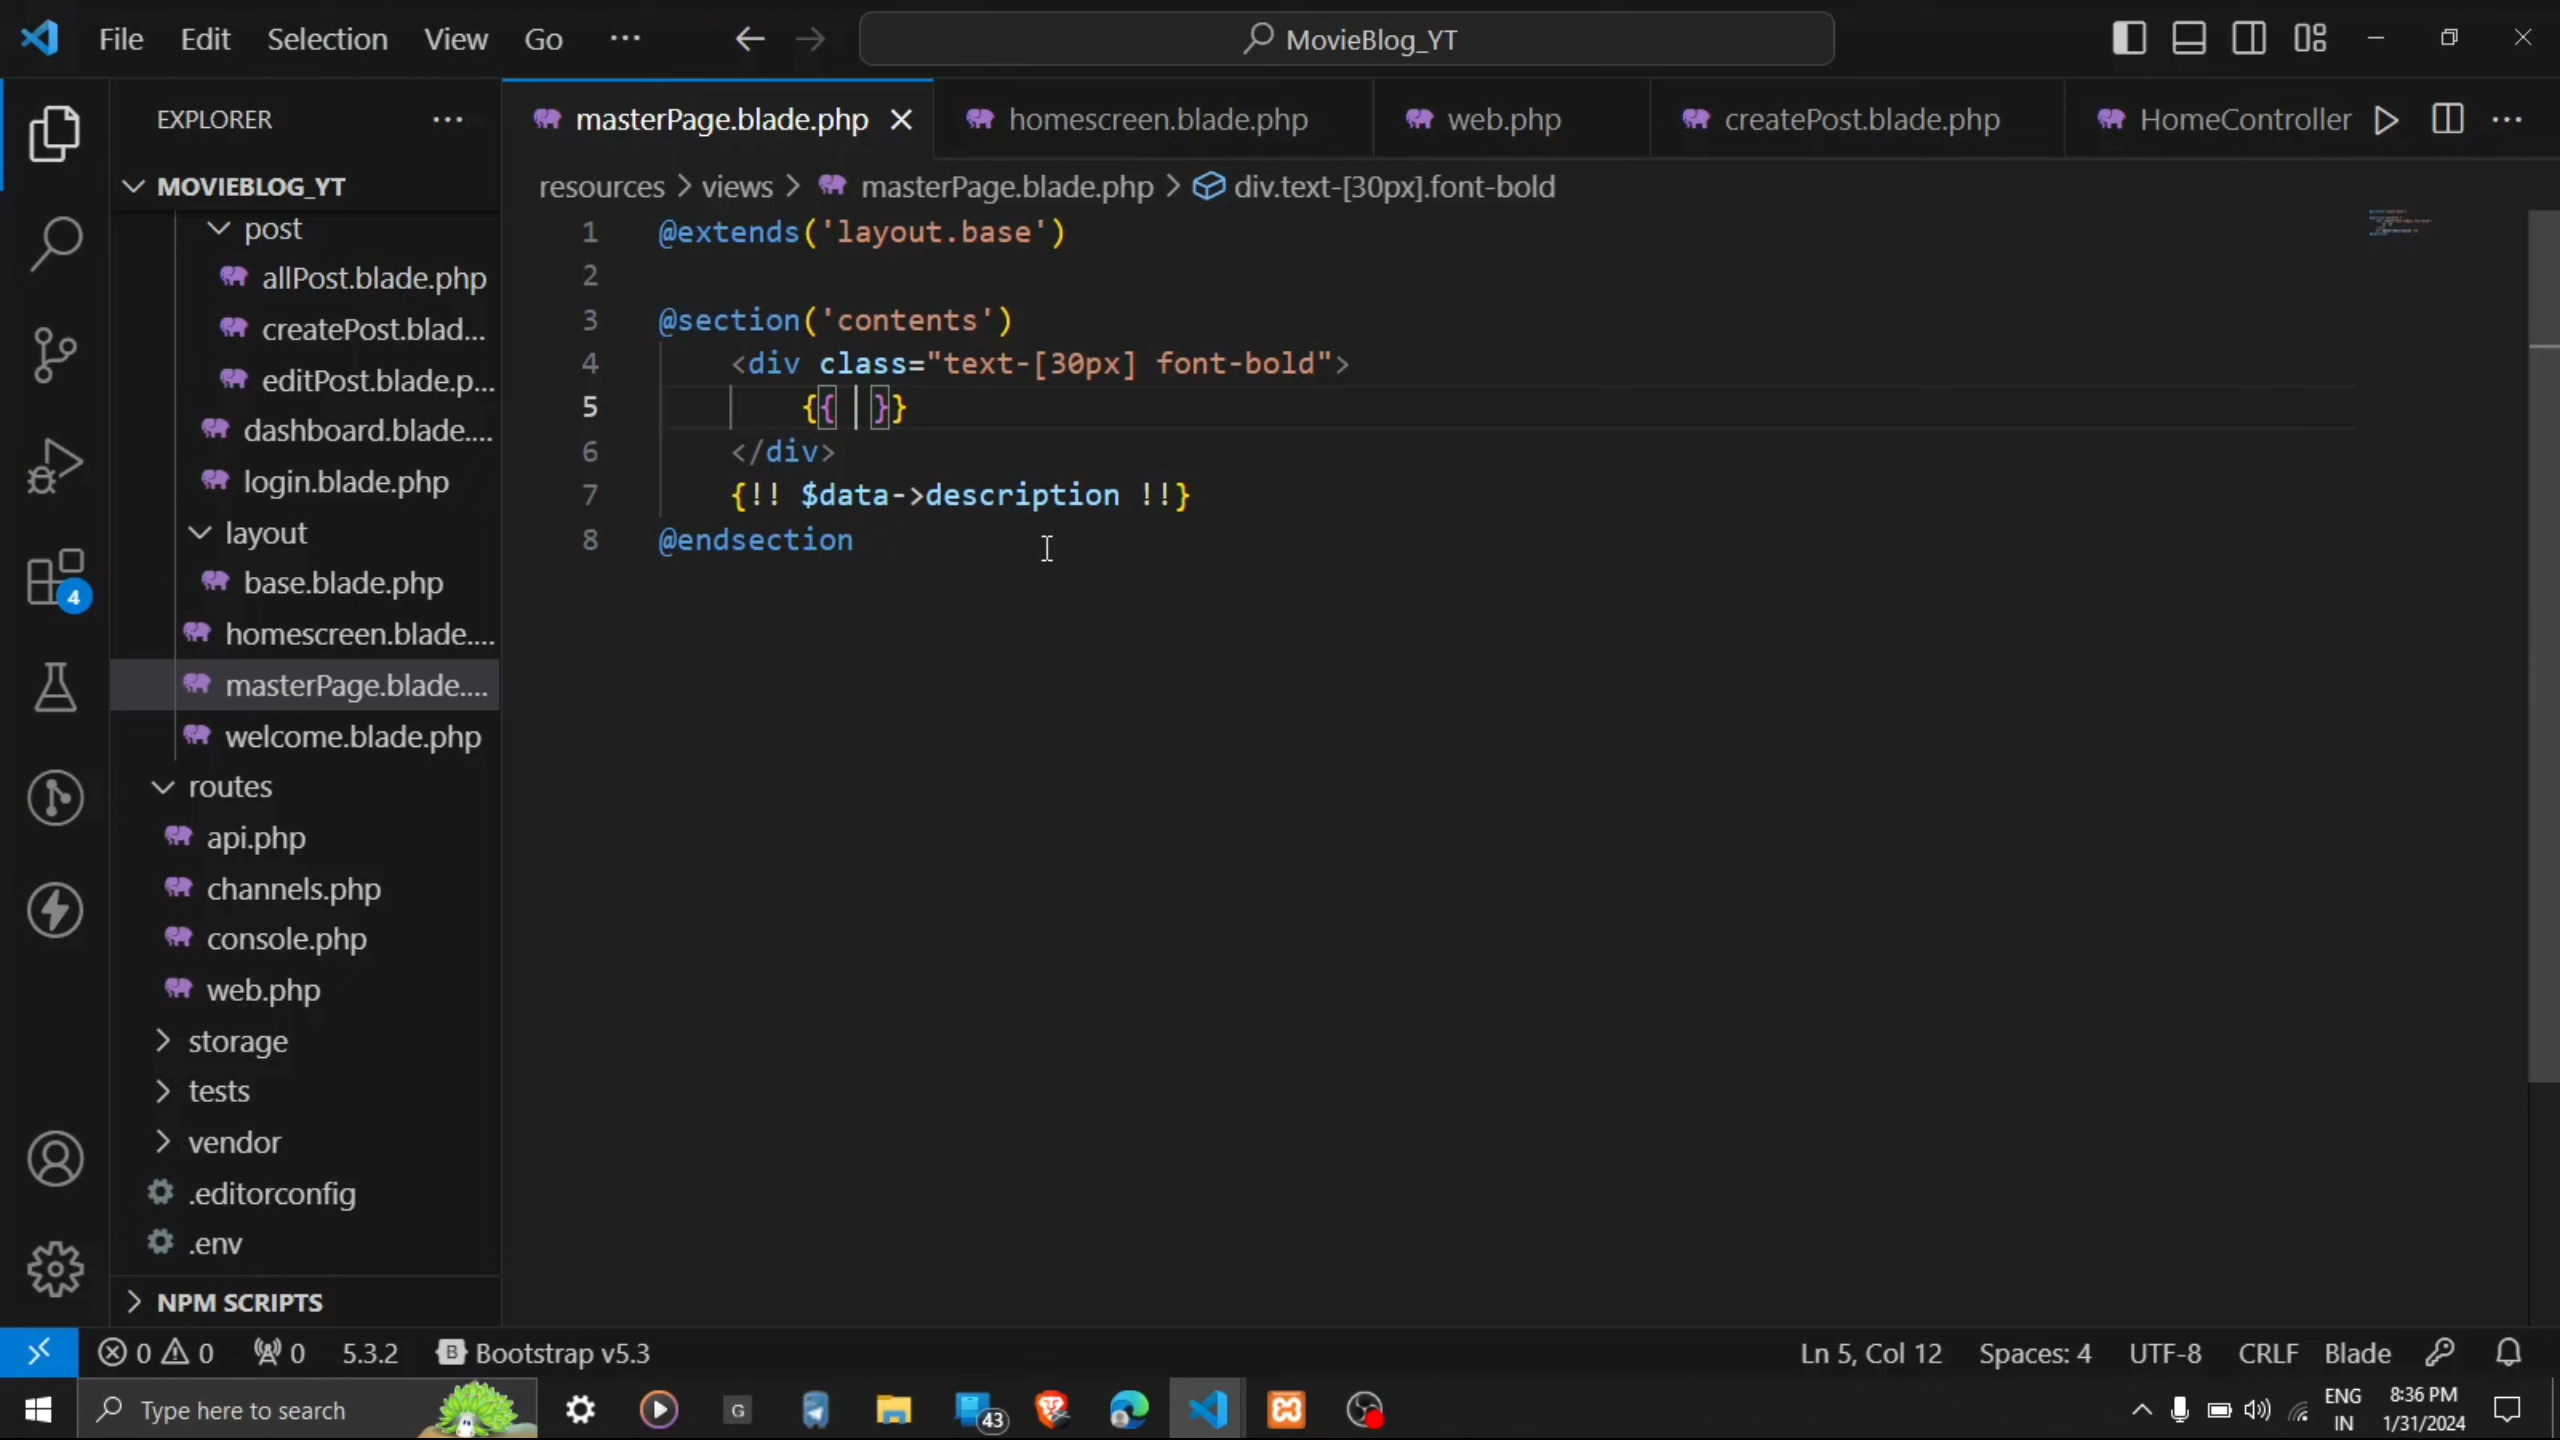 File Edit Selection View Go ··· MovieBlog_YT
EXPLORER ···
masterPage.blade.php homescreen.blade.php web.php createPost.blade.php HomeController ···
MOVIEBLOG_YT
resources > views > masterPage.blade.php > div.text-[30px].font-bold
post
allPost.blade.php
createPost.blad...
editPost.blade.p...
dashboard.blade....
login.blade.php
layout
base.blade.php
homescreen.blade....
masterPage.blade....
welcome.blade.php
routes
api.php
channels.php
console.php
web.php
storage
tests
vendor
.editorconfig
.env
NPM SCRIPTS
1 @extends('layout.base')
2
3 @section('contents')
4 <div class="text-[30px] font-bold">
5 {{ }}
6 </div>
7 {!! $data->description !!}
8 @endsection
4
0 0 0 5.3.2 B Bootstrap v5.3 Ln 5, Col 12 Spaces: 4 UTF-8 CRLF Blade
Type here to search G 43 ENG IN 8:36 PM 1/31/2024